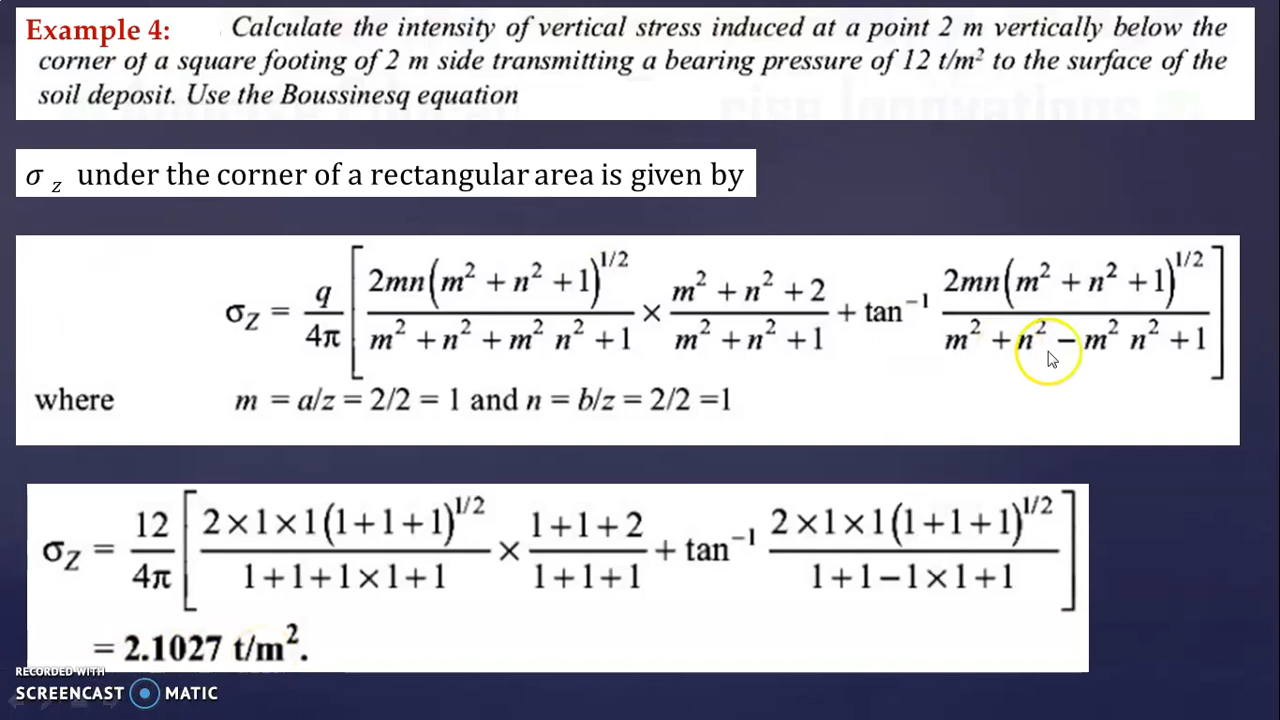 Example 4: Calculate the intensity of vertical stress induced at a point 2 m vertically below the
corner of a square footing of 2 m side transmitting a bearing pressure of 12 t/m² to the surface of the
soil deposit. Use the Boussinesq equation
σ z under the corner of a rectangular area is given by
σZ = q/4π [ 2mn(m² + n² + 1)^1/2 / m² + n² + m² n² + 1 × m² + n² + 2 / m² + n² + 1 + tan⁻¹ 2mn(m² + n² + 1)^1/2 / m² + n² − m² n² + 1 ]
where m = a/z = 2/2 = 1 and n = b/z = 2/2 =1
σZ = 12/4π [ 2×1×1(1+1+1)^1/2 / 1+1+1×1+1 × 1+1+2 / 1+1+1 + tan⁻¹ 2×1×1(1+1+1)^1/2 / 1+1−1×1+1 ]
= 2.1027 t/m².
RECORDED WITH
SCREENCAST MATIC